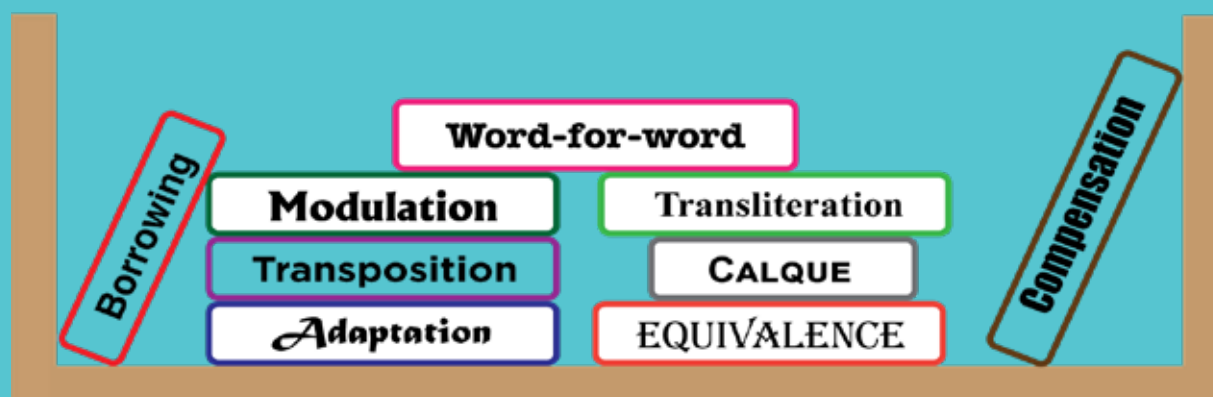 Word-for-word
Borrowing
Modulation
Transliteration
Compensation
Transposition
CALQUE
Adaptation
EQUIVALENCE